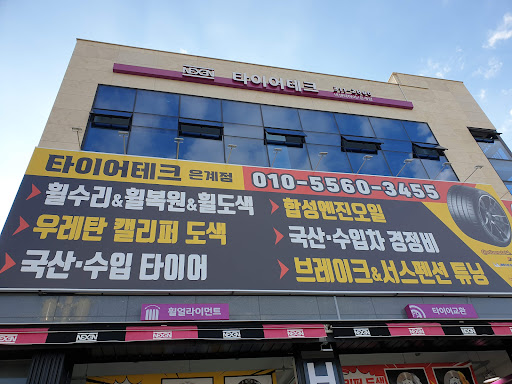 NEXEN 타이어테크
타이어테크 은계점 010-5560-3455
휠수리&휠복원&휠도색
우레탄 캘리퍼 도색
국산·수입 타이어
합성엔진오일
국산·수입차 경정비
브레이크&서스펜션 튜닝
휠얼라이먼트
타이어교환
NEXEN NEXEN NEXEN NEXEN NEXEN